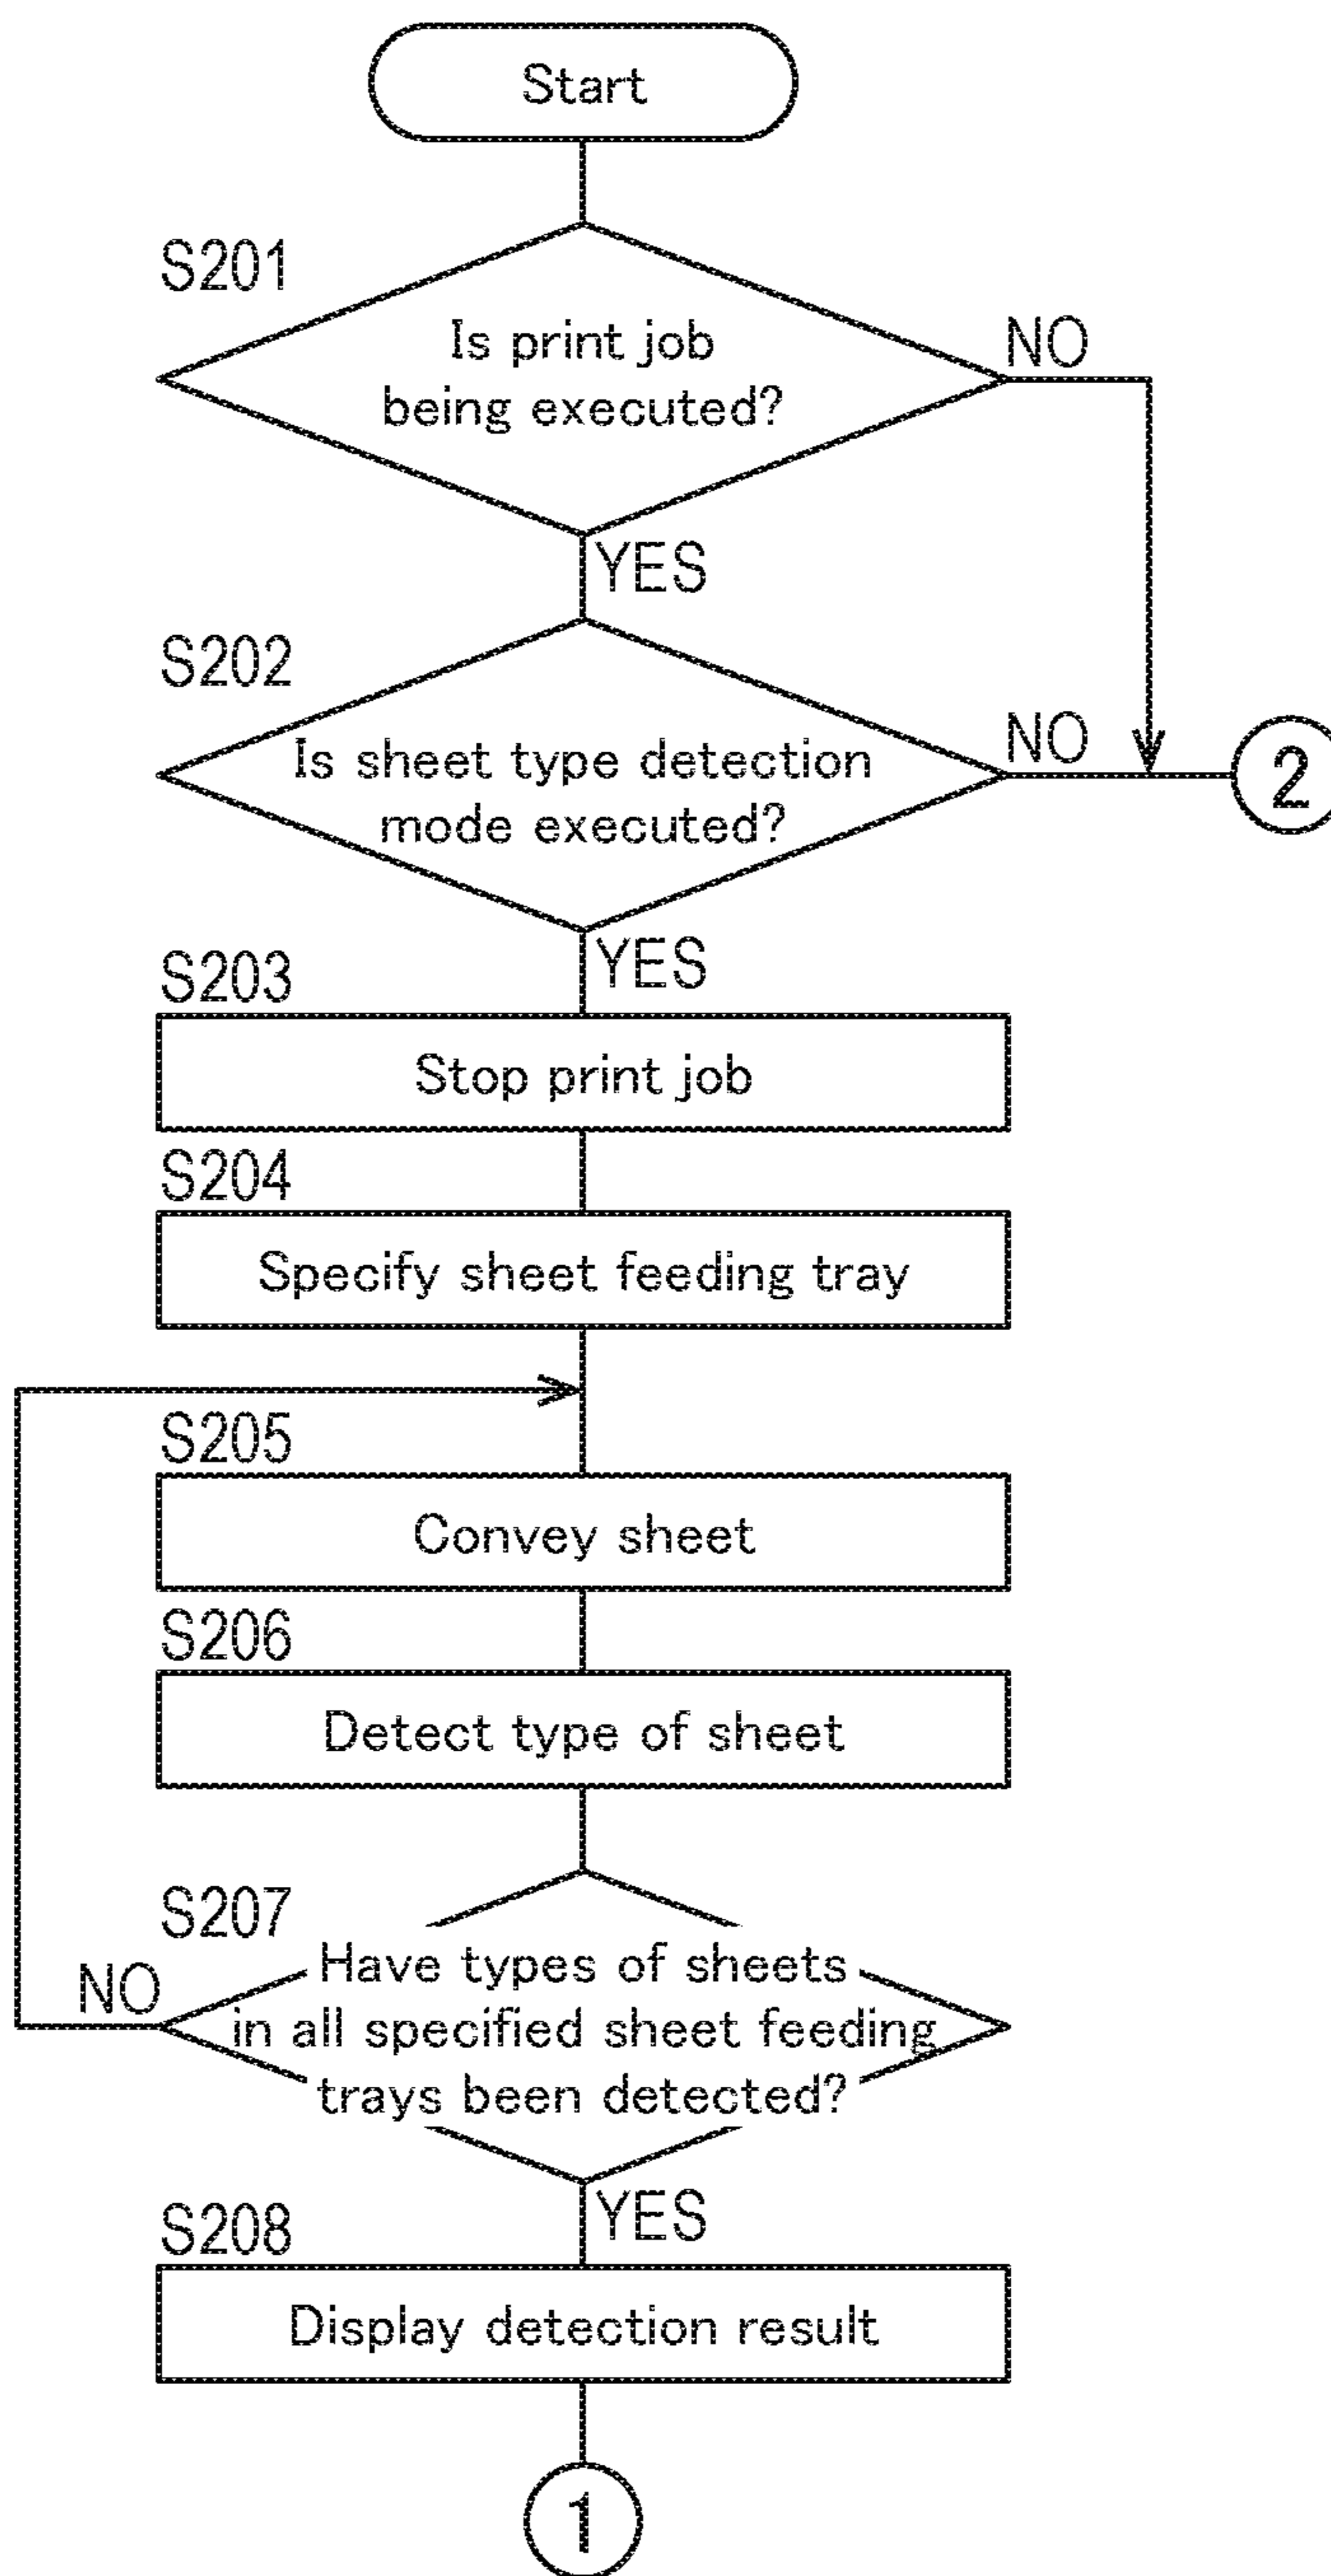 Start
S201
Is print job
being executed?
NO
YES
S202
Is sheet type detection
mode executed?
NO
2
YES
S203
Stop print job
S204
Specify sheet feeding tray
S205
Convey sheet
S206
Detect type of sheet
S207
Have types of sheets
in all specified sheet feeding
trays been detected?
NO
YES
S208
Display detection result
1